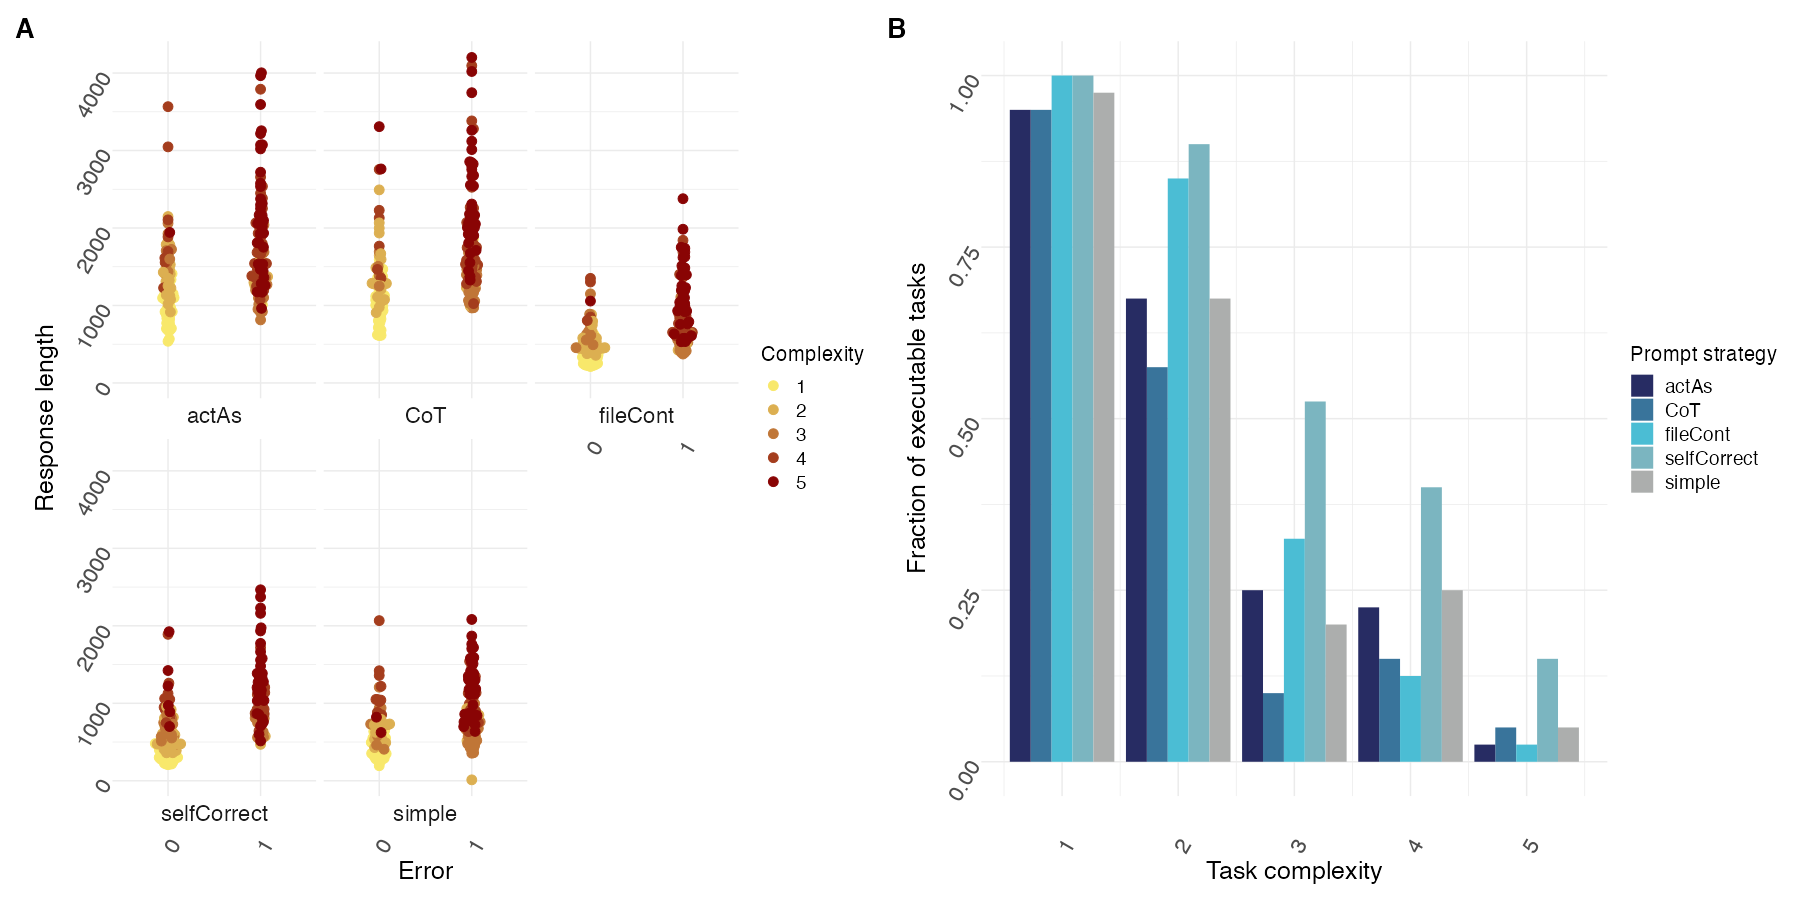 A
Response length
4000
3000
2000
1000
0
actAs
CoT
fileCont
0
1
4000
3000
2000
1000
0
selfCorrect
simple
0
1
0
1
Error
Complexity
1
2
3
4
5
B
Fraction of executable tasks
1.00
0.75
0.50
0.25
0.00
1
2
3
4
5
Task complexity
Prompt strategy
actAs
CoT
fileCont
selfCorrect
simple